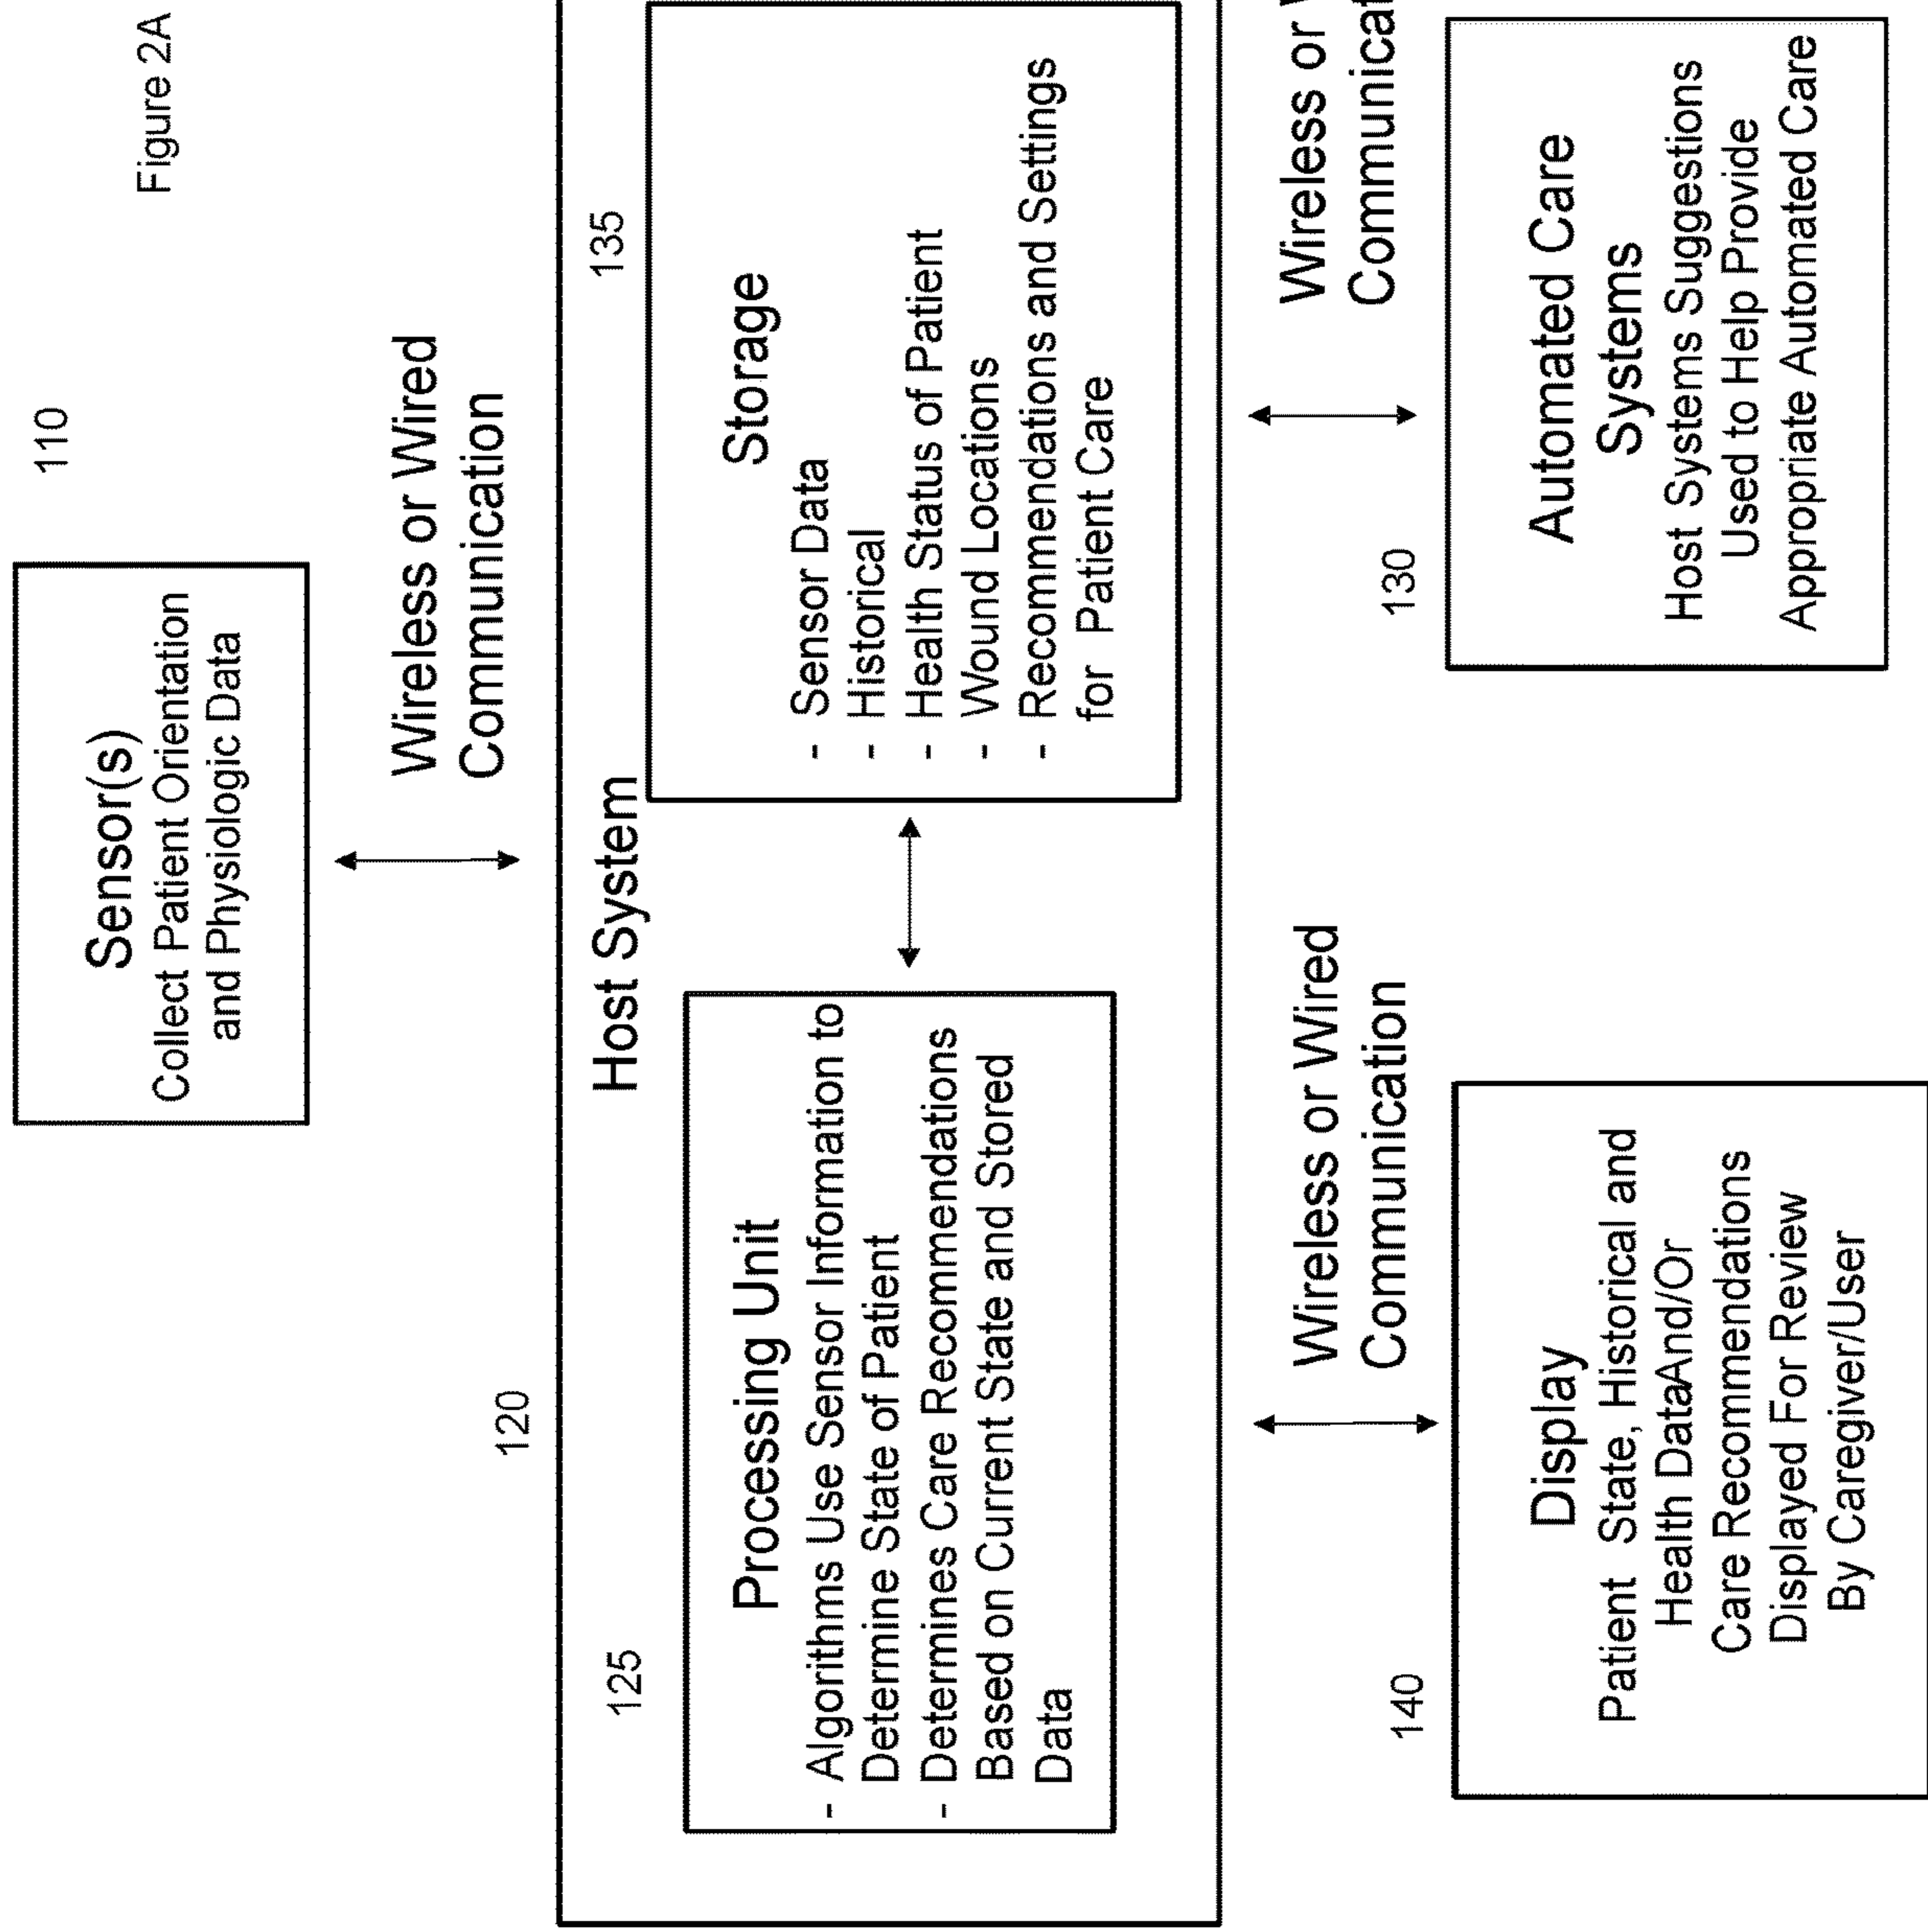 Figure 2A
110
Sensor(s)
Collect Patient Orientation
and Physiologic Data
Wireless or Wired
Communication
120
Host System
125
Processing Unit
- Algorithms Use Sensor Information to
Determine State of Patient
- Determines Care Recommendations
Based on Current State and Stored
Data
135
Storage
- Sensor Data
- Historical
- Health Status of Patient
- Wound Locations
- Recommendations and Settings
for Patient Care
Wireless or Wired
Communication
Wireless or
140
Display
Patient State, Historical and
Health DataAnd/Or
Care Recommendations
Displayed For Review
By Caregiver/User
130
Automated Care
Systems
Host Systems Suggestions
Used to Help Provide
Appropriate Automated Care